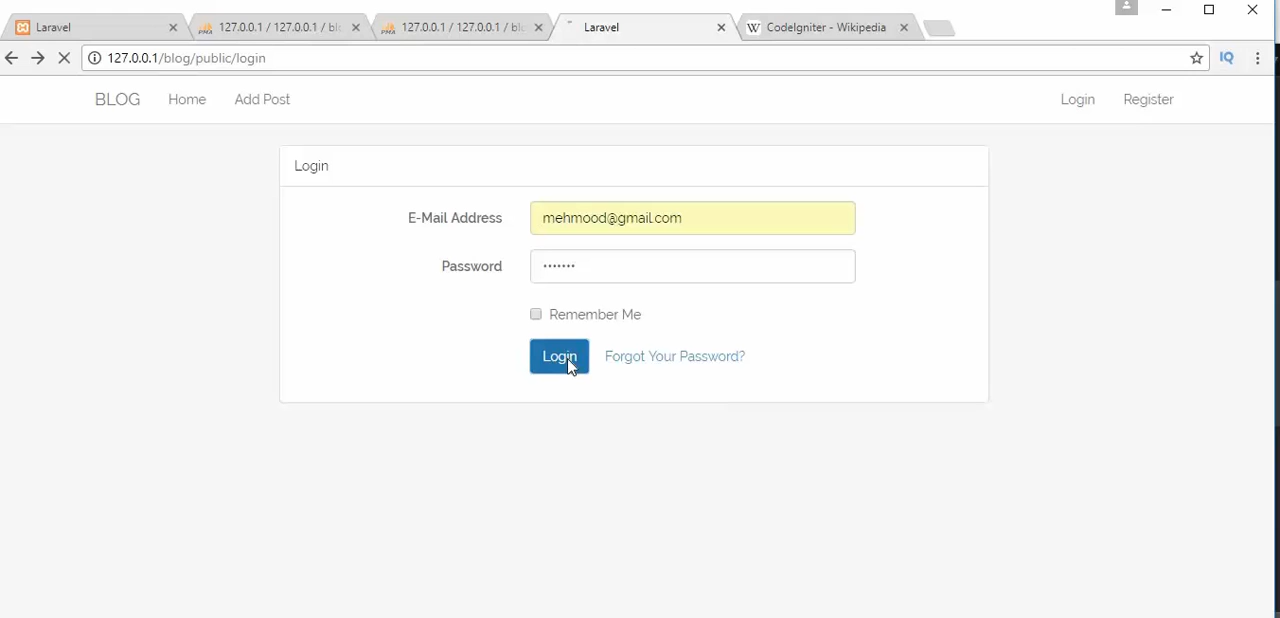 Laravel 127.0.0.1 / 127.0.0.1 / blo 127.0.0.1 / 127.0.0.1 / blo Laravel W CodeIgniter - Wikipedia
127.0.0.1/blog/public/login IQ
BLOG Home Add Post Login Register
Login
E-Mail Address mehmood@gmail.com
Password •••••••
Remember Me
Login Forgot Your Password?